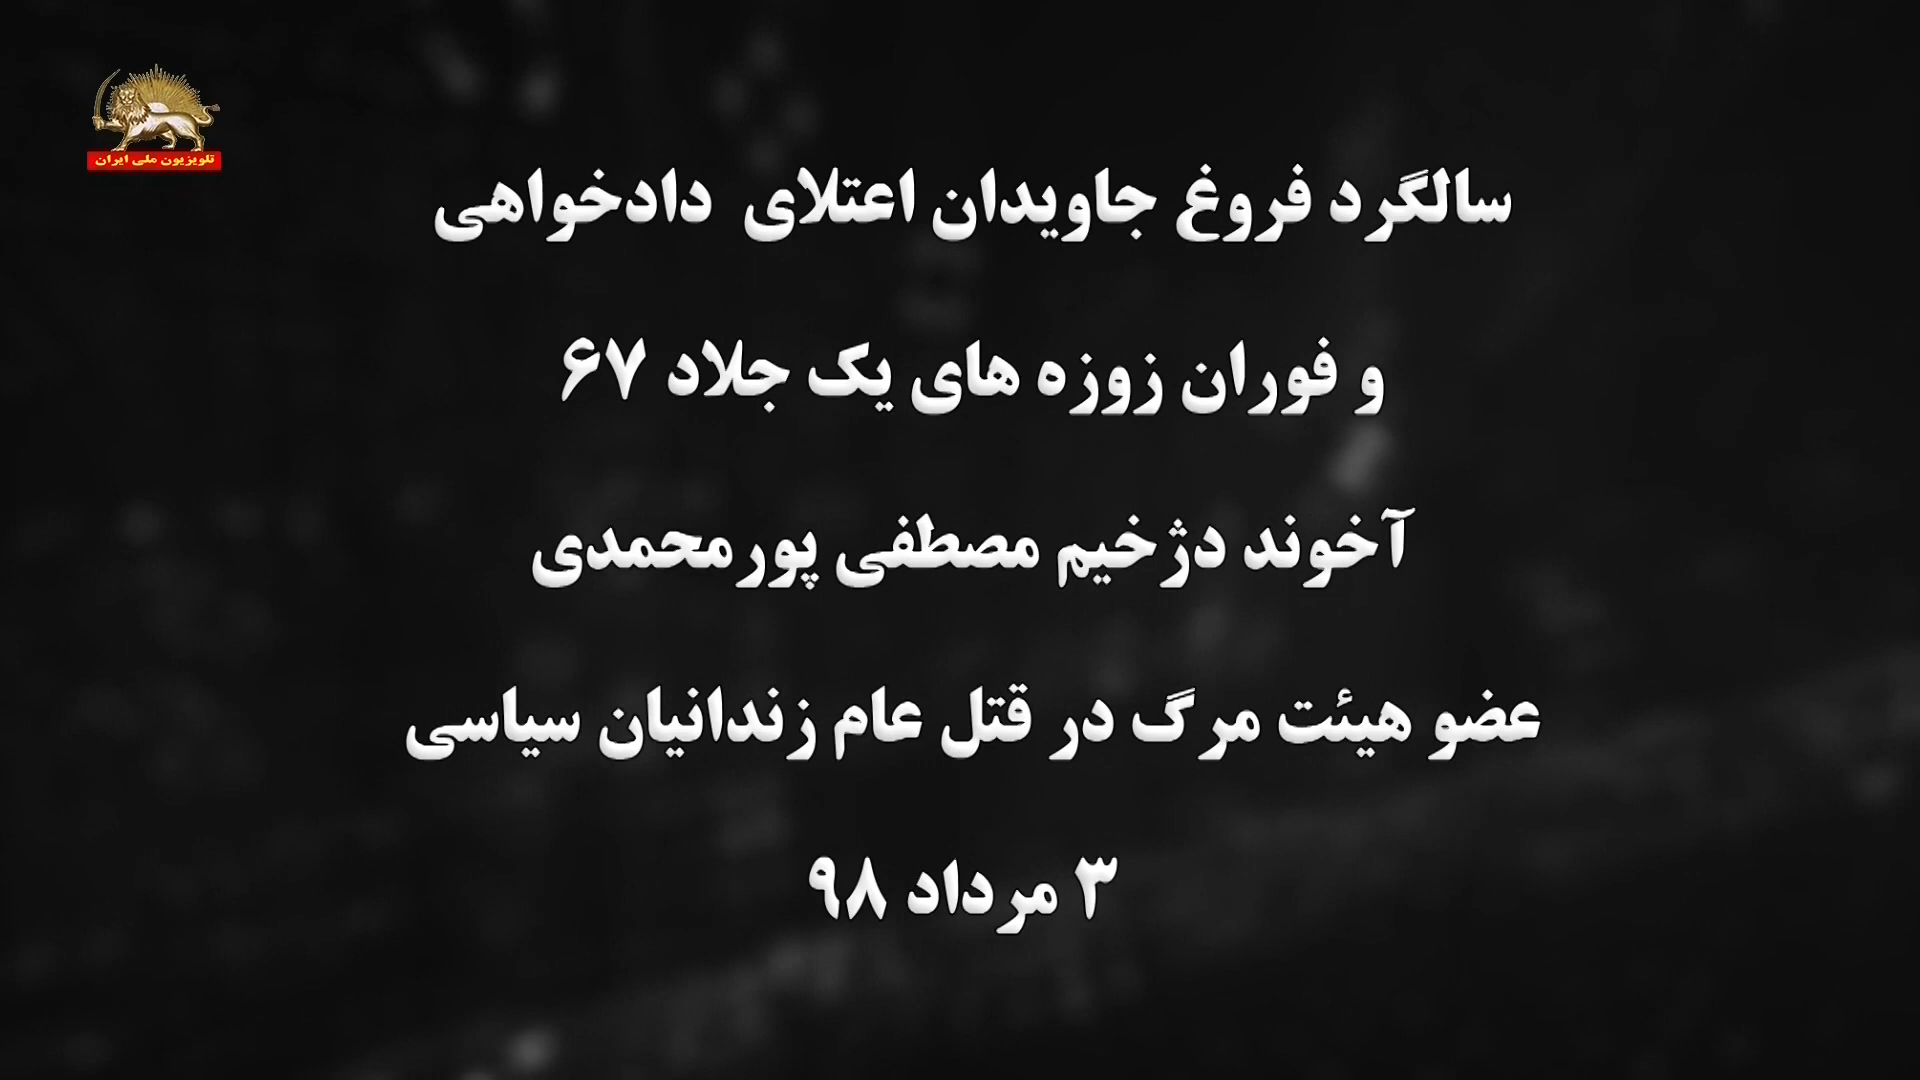 تلویزیون ملی ایران
سالگرد فروغ جاویدان اعتلای دادخواهی
و فوران زوزه های یک جلاد ۶۷
آخوند دژخیم مصطفی پورمحمدی
عضو هیئت مرگ در قتل عام زندانیان سیاسی
۳ مرداد ۹۸